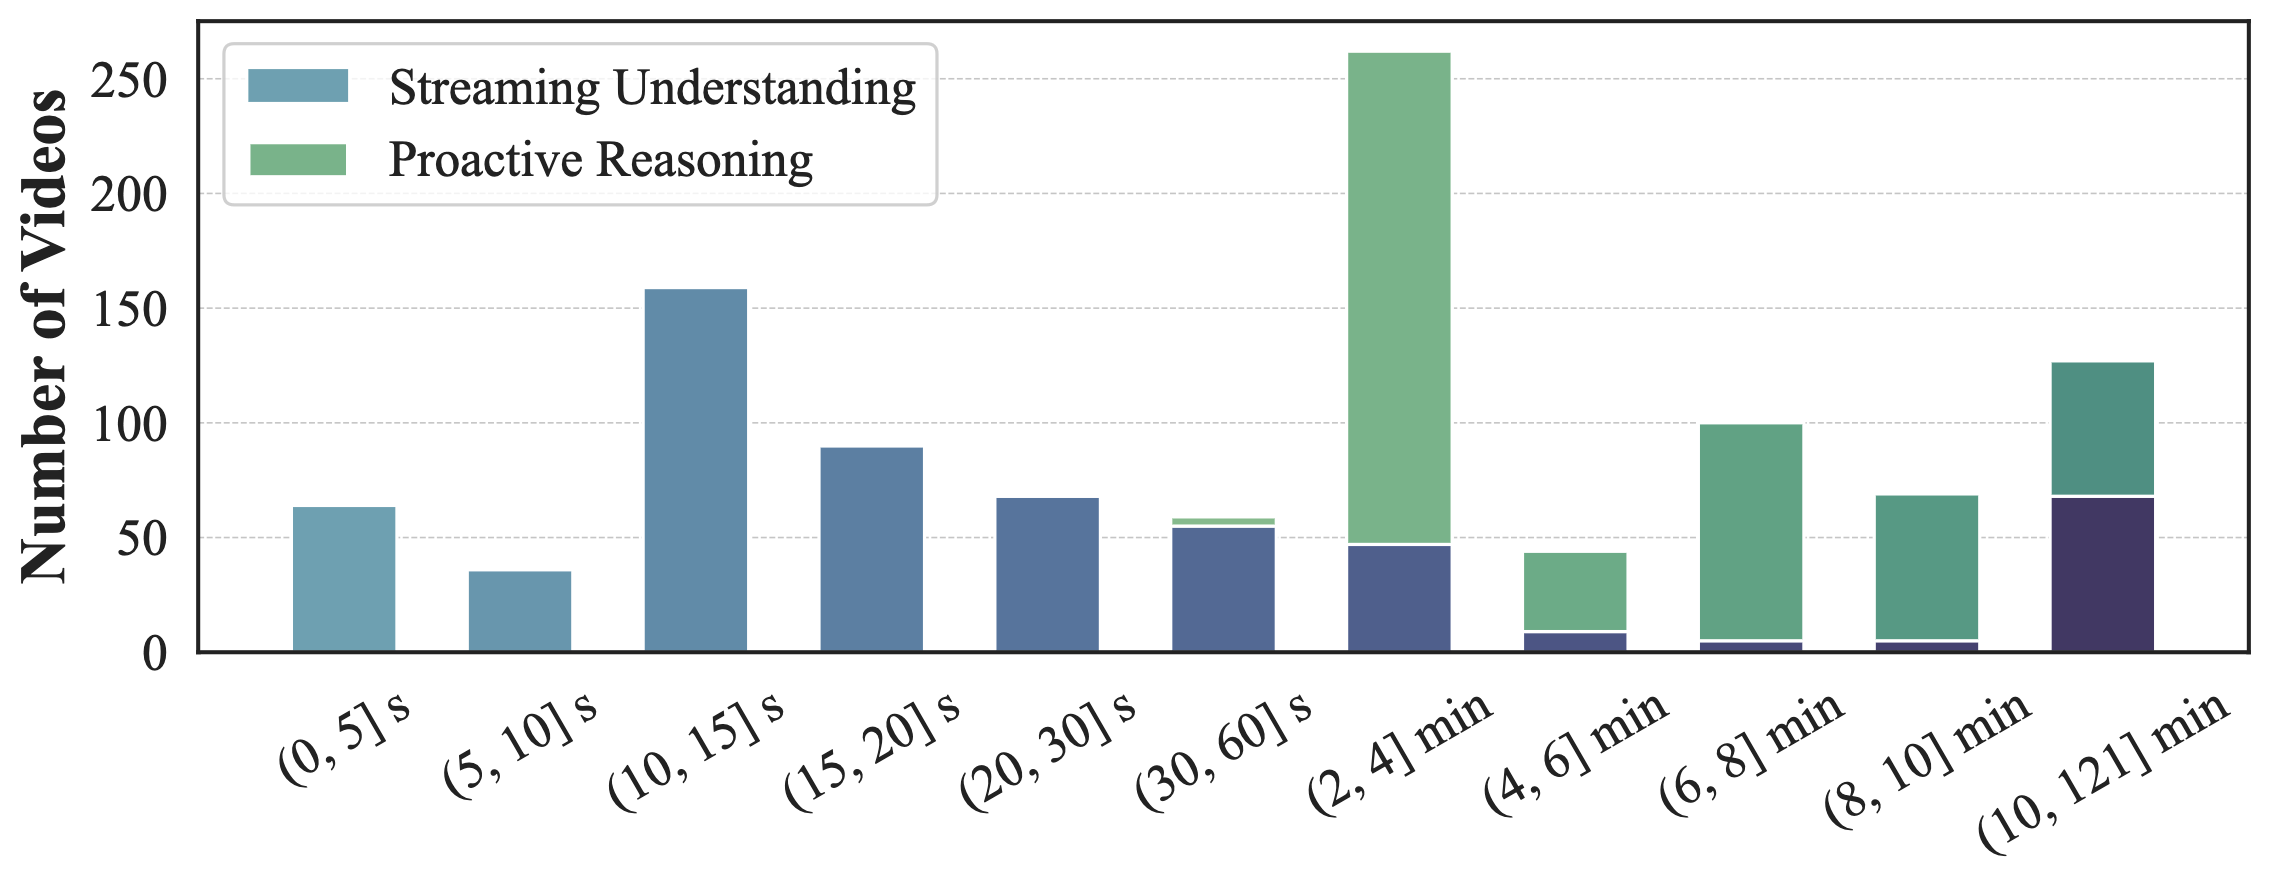 Number of Videos
250
200
150
100
50
0
Streaming Understanding
Proactive Reasoning
(0, 5] s
(5, 10] s
(10, 15] s
(15, 20] s
(20, 30] s
(30, 60] s
(2, 4] min
(4, 6] min
(6, 8] min
(8, 10] min
(10, 121] min